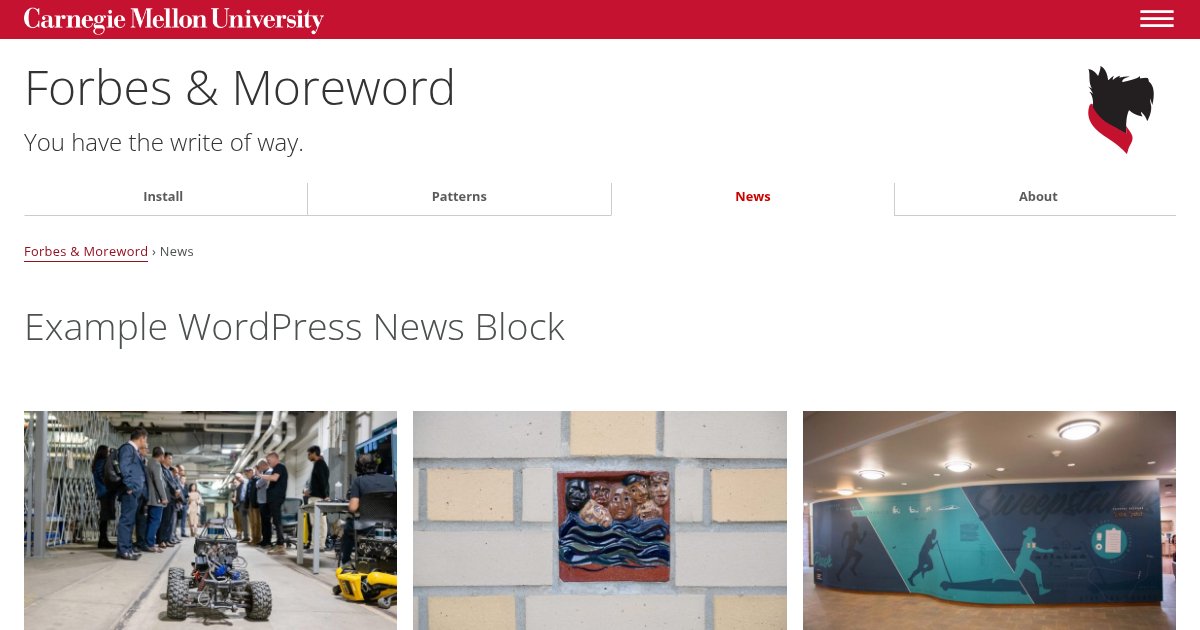 Carnegie Mellon University
Forbes & Moreword
You have the write of way.
Install
Patterns
News
About
Forbes & Moreword › News
Example WordPress News Block
Sweepstakes